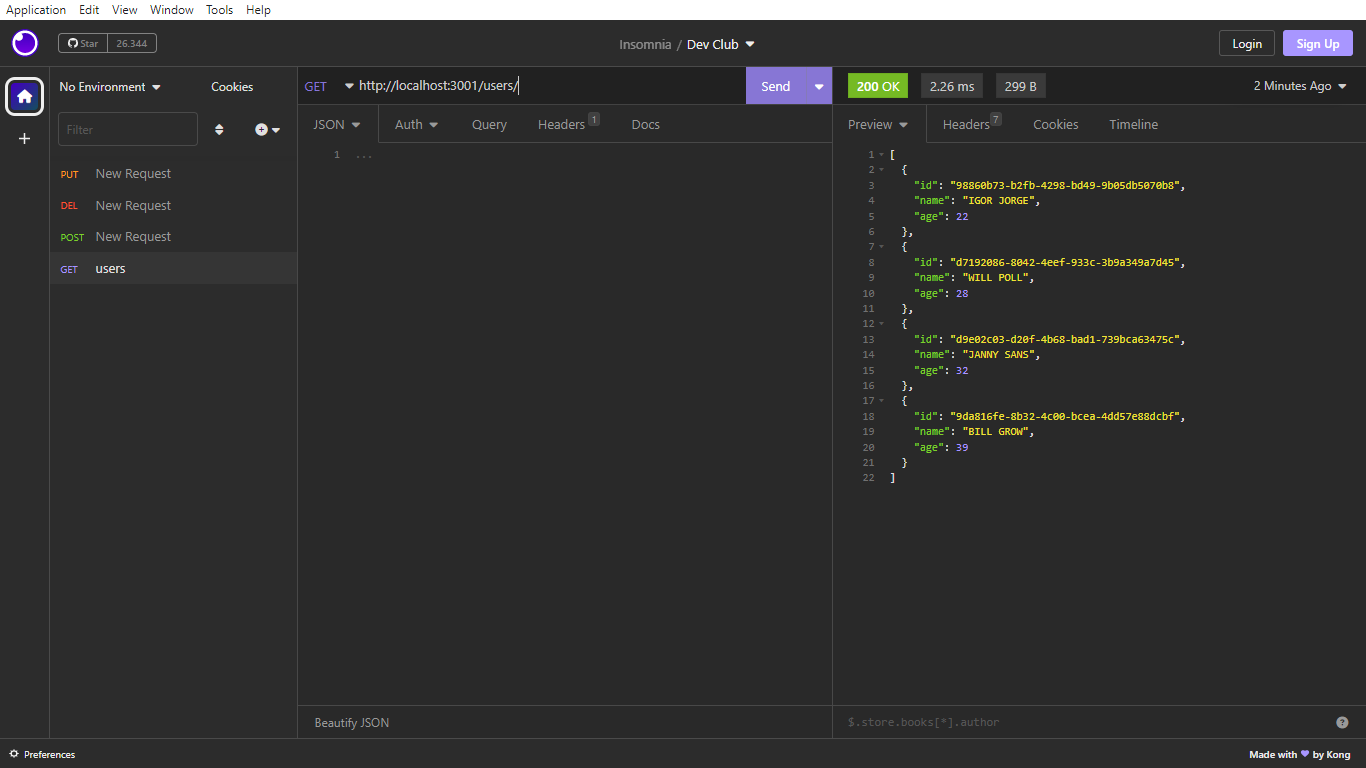 Application Edit View Window Tools Help
Star 26.344
Insomnia / Dev Club
Login Sign Up
No Environment Cookies
Filter
PUT New Request
DEL New Request
POST New Request
GET users
GET http://localhost:3001/users/ Send
JSON Auth Query Headers 1 Docs
1 ...
Beautify JSON
200 OK 2.26 ms 299 B 2 Minutes Ago
Preview Headers 7 Cookies Timeline
1 [
2 {
3 "id": "98860b73-b2fb-4298-bd49-9b05db5070b8",
4 "name": "IGOR JORGE",
5 "age": 22
6 },
7 {
8 "id": "d7192086-8042-4eef-933c-3b9a349a7d45",
9 "name": "WILL POLL",
10 "age": 28
11 },
12 {
13 "id": "d9e02c03-d20f-4b68-bad1-739bca63475c",
14 "name": "JANNY SANS",
15 "age": 32
16 },
17 {
18 "id": "9da816fe-8b32-4c00-bcea-4dd57e88dcbf",
19 "name": "BILL GROW",
20 "age": 39
21 }
22 ]
$.store.books[*].author ?
Preferences
Made with ♥ by Kong